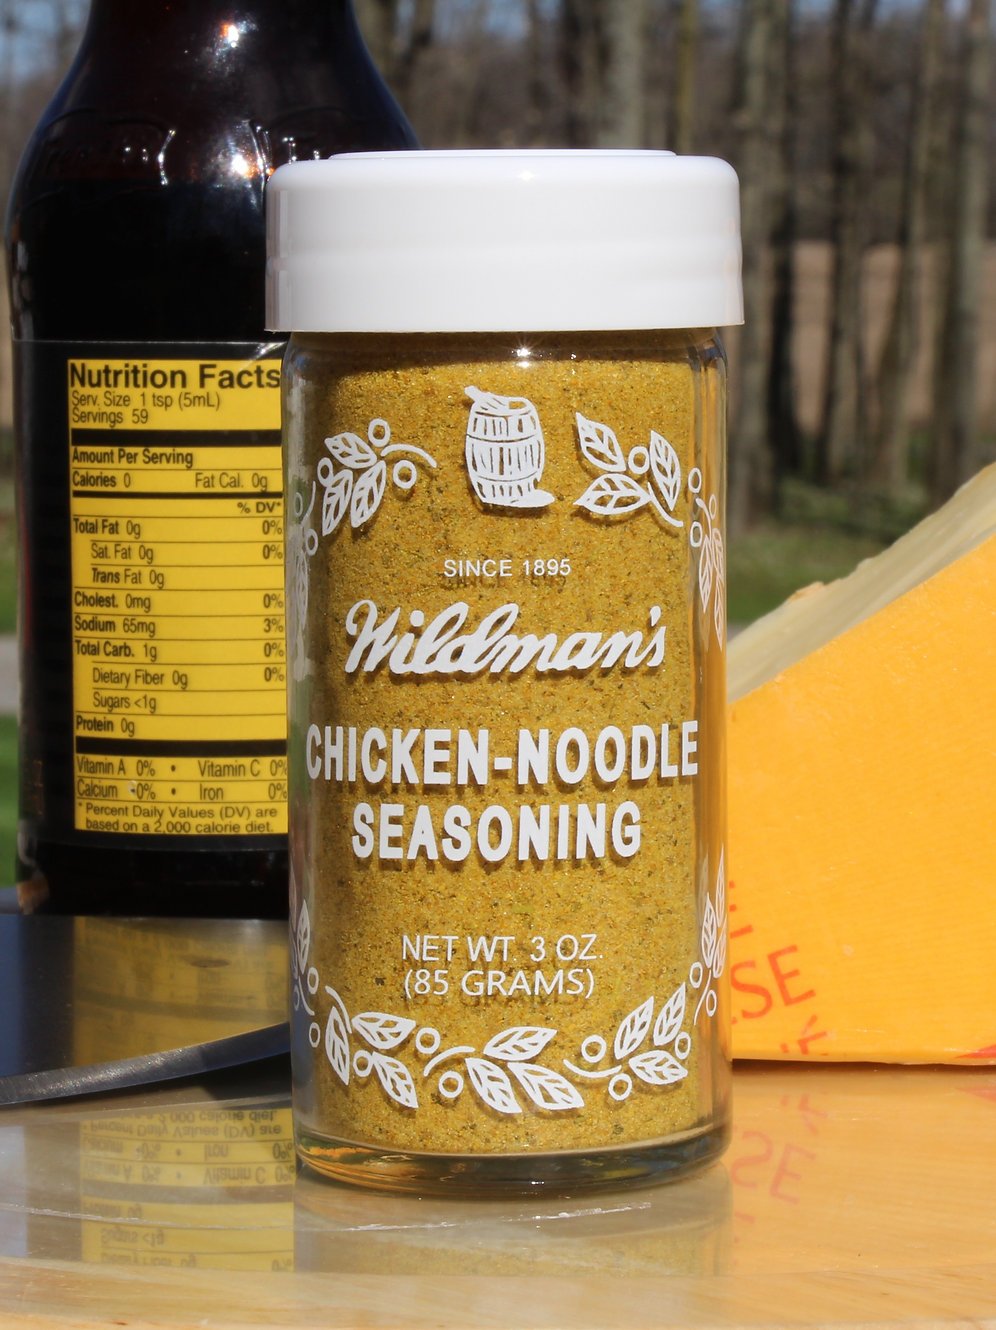 Nutrition Facts
Serv. Size 1 tsp (5mL)
Servings 59
Amount Per Serving
Calories 0 Fat Cal. 0g
% DV*
Total Fat 0g 0%
Sat. Fat 0g 0%
Trans Fat 0g
Cholest. 0mg 0%
Sodium 65mg 3%
Total Carb. 1g 0%
Dietary Fiber 0g 0%
Sugars <1g
Protein 0g
Vitamin A 0% • Vitamin C 0%
Calcium 0% • Iron 0%
* Percent Daily Values (DV) are
based on a 2,000 calorie diet.
SINCE 1895
Wildman's
CHICKEN-NOODLE
SEASONING
NET WT 3 OZ.
(85 GRAMS)